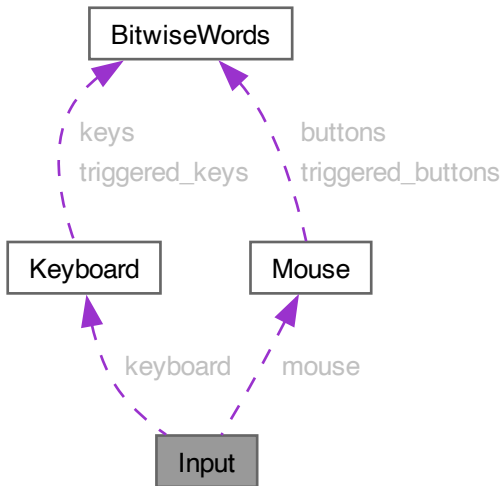 BitwiseWords
keys
triggered_keys
buttons
triggered_buttons
Keyboard
Mouse
keyboard
mouse
Input